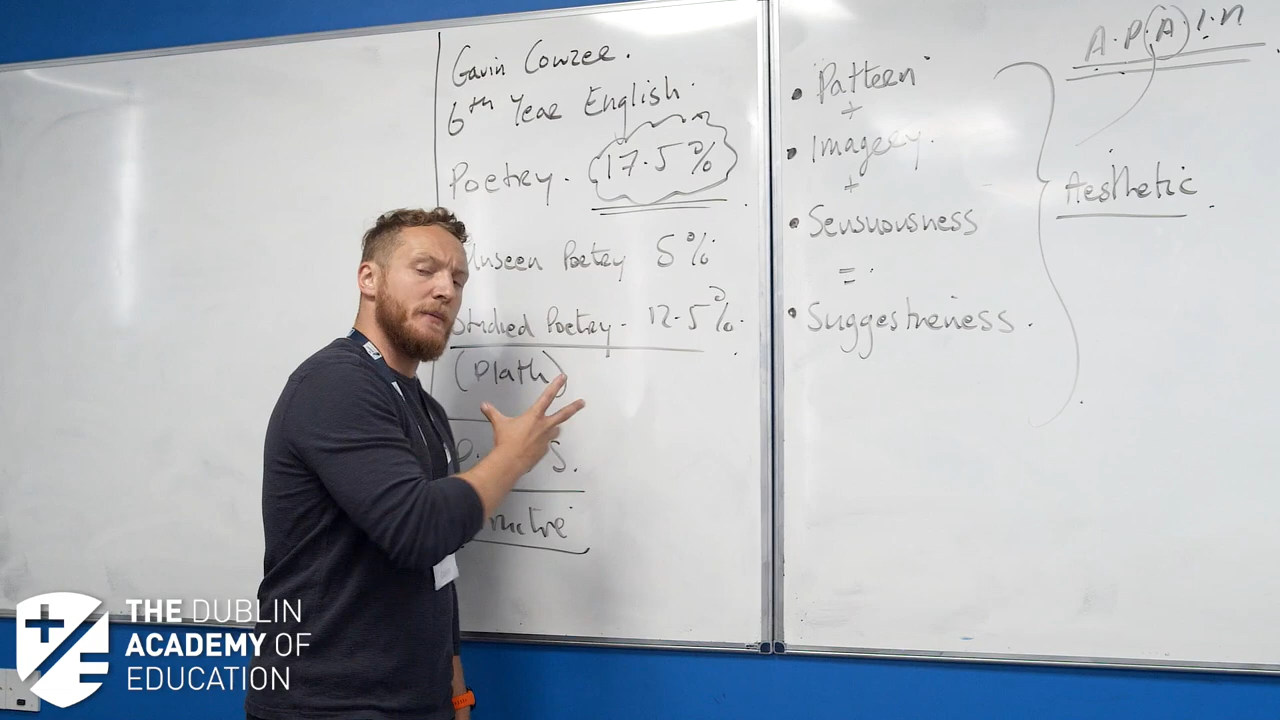 Gavin Cowzer.
6th Year English.
Poetry. 17.5%
Unseen Poetry 5%
Studied Poetry - 12.5%.
(Plath)
S.
A.P.(A).I.N
• Pattern
+
• Imagery.
+
• Sensuousness
=
• Suggestiveness.
Aesthetic.
THE DUBLIN
ACADEMY OF
EDUCATION